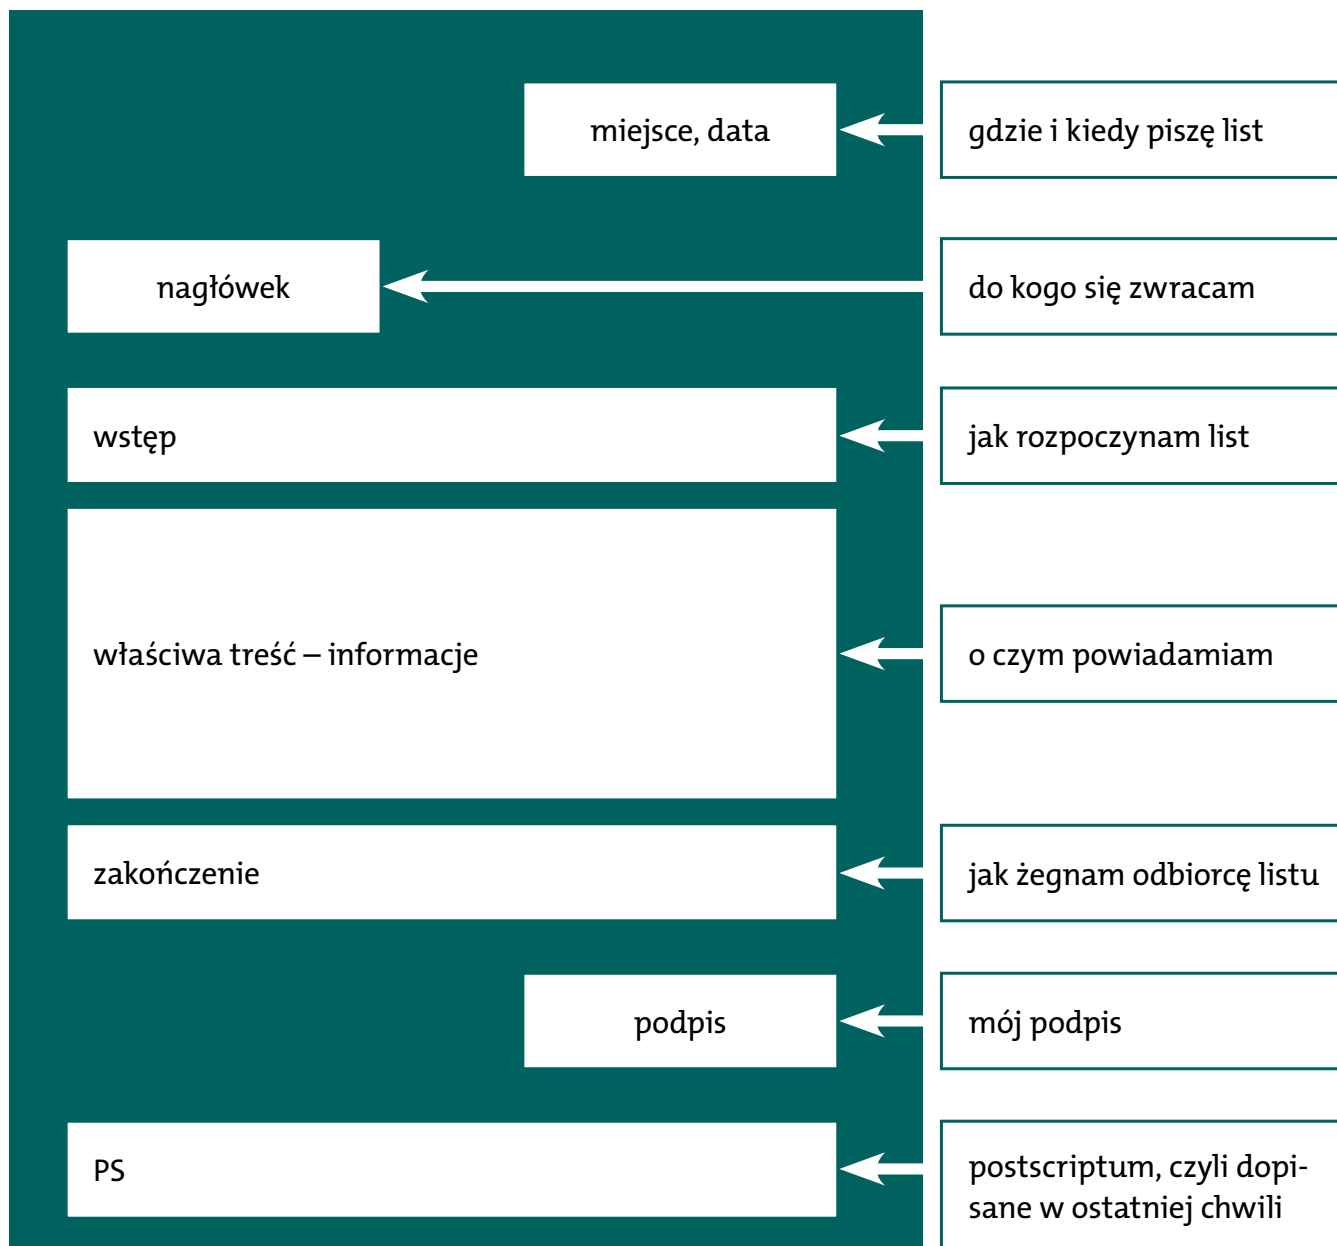 miejsce, data
gdzie i kiedy piszę list
nagłówek
do kogo się zwracam
wstęp
jak rozpoczynam list
właściwa treść – informacje
o czym powiadamiam
zakończenie
jak żegnam odbiorcę listu
podpis
mój podpis
PS
postscriptum, czyli dopi-
sane w ostatniej chwili